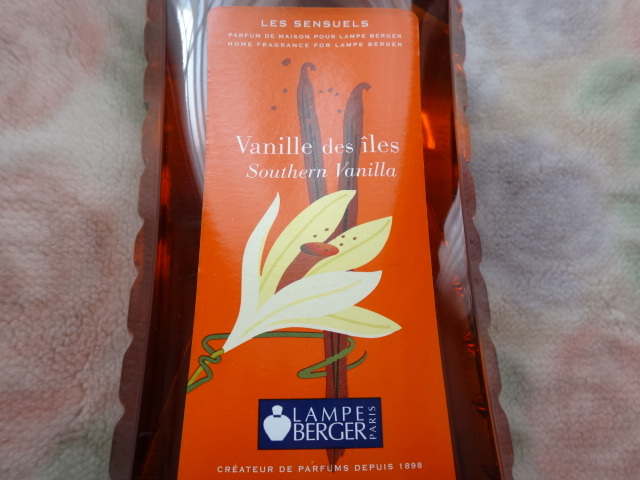 LES SENSUELS
PARFUM DE MAISON POUR LAMPE BERGER
HOME FRAGRANCE FOR LAMPE BERGER
Vanille des îles
Southern Vanilla
LAMPE
BERGER
PARIS
CRÉATEUR DE PARFUMS DEPUIS 1898